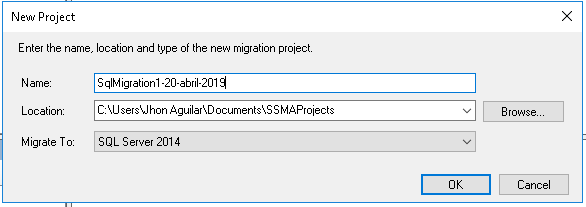 New Project
Enter the name, location and type of the new migration project.
Name: SqlMigration1-20-abril-2019
Location: C:\Users\Jhon Aguilar\Documents\SSMAProjects Browse...
Migrate To: SQL Server 2014
OK Cancel